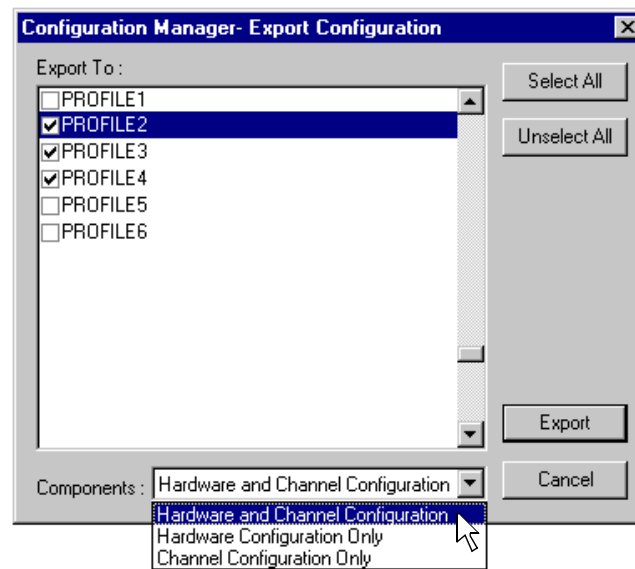 Configuration Manager- Export Configuration
Export To :
PROFILE1
PROFILE2
PROFILE3
PROFILE4
PROFILE5
PROFILE6
Select All
Unselect All
Export
Cancel
Components : Hardware and Channel Configuration
Hardware and Channel Configuration
Hardware Configuration Only
Channel Configuration Only